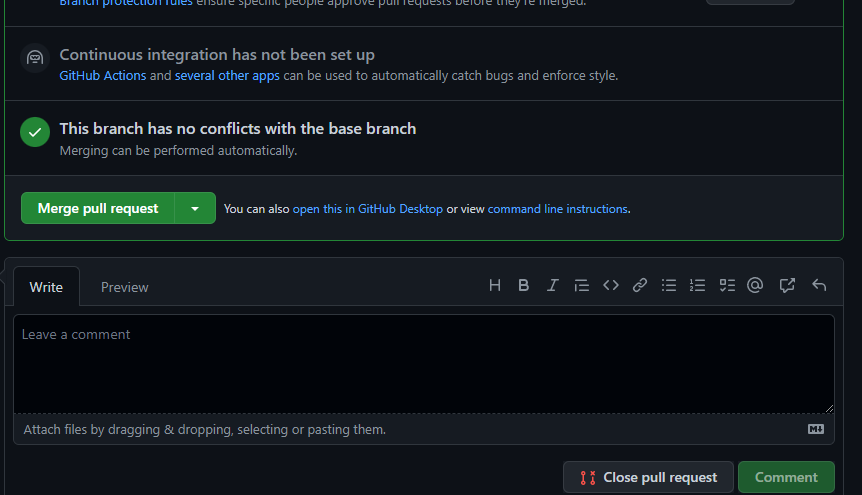 Branch protection rules ensure specific people approve pull requests before they're merged.
Continuous integration has not been set up
GitHub Actions and several other apps can be used to automatically catch bugs and enforce style.
This branch has no conflicts with the base branch
Merging can be performed automatically.
Merge pull request
You can also open this in GitHub Desktop or view command line instructions.
Write
Preview
Leave a comment
Attach files by dragging & dropping, selecting or pasting them.
Close pull request
Comment